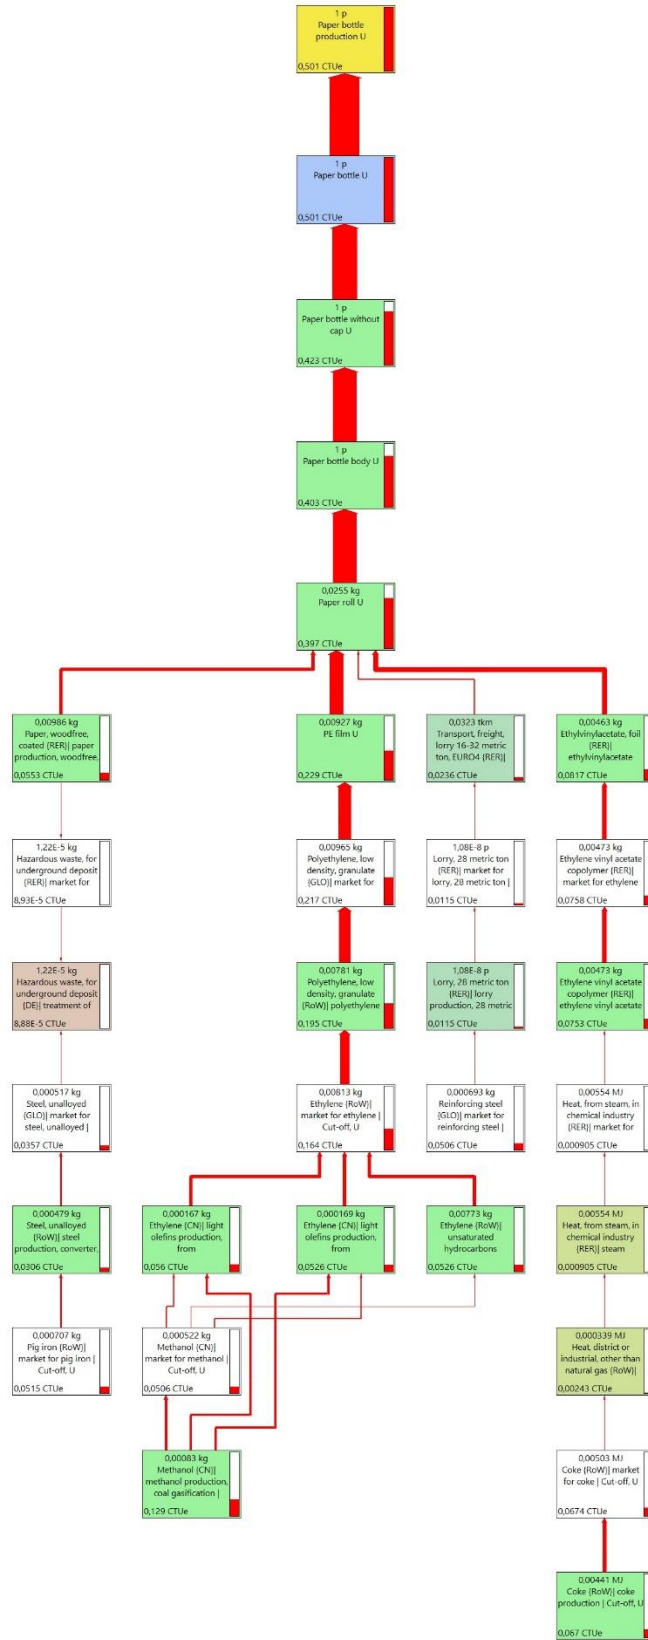 1 p
Paper bottle
production U
0,501 CTUe
1 p
Paper bottle U
0,501 CTUe
1 p
Paper bottle without
cap U
0,423 CTUe
1 p
Paper bottle body U
0,403 CTUe
0,0255 kg
Paper roll U
0,397 CTUe
0,00986 kg
Paper, woodfree,
coated {RER}| paper
production, woodfree,
0,0553 CTUe
0,00927 kg
PE film U
0,229 CTUe
0,0323 tkm
Transport, freight,
lorry 16-32 metric
ton, EURO4 {RER}|
0,0236 CTUe
0,00463 kg
Ethylvinylacetate, foil
{RER}|
ethylvinylacetate
0,0817 CTUe
1,22E-5 kg
Hazardous waste, for
underground deposit
{RER}| market for
8,93E-5 CTUe
0,00965 kg
Polyethylene, low
density, granulate
{GLO}| market for
0,217 CTUe
1,08E-8 p
Lorry, 28 metric ton
{RER}| market for
lorry, 28 metric ton |
0,0115 CTUe
0,00473 kg
Ethylene vinyl acetate
copolymer {RER}|
market for ethylene
0,0758 CTUe
1,22E-5 kg
Hazardous waste, for
underground deposit
{DE}| treatment of
8,88E-5 CTUe
0,00781 kg
Polyethylene, low
density, granulate
{RoW}| polyethylene
0,195 CTUe
1,08E-8 p
Lorry, 28 metric ton
{RER}| lorry
production, 28 metric
0,0115 CTUe
0,00473 kg
Ethylene vinyl acetate
copolymer {RER}|
ethylene vinyl acetate
0,0753 CTUe
0,000517 kg
Steel, unalloyed
{GLO}| market for
steel, unalloyed |
0,0357 CTUe
0,00813 kg
Ethylene {RoW}|
market for ethylene |
Cut-off, U
0,164 CTUe
0,000693 kg
Reinforcing steel
{GLO}| market for
reinforcing steel |
0,0506 CTUe
0,00554 MJ
Heat, from steam, in
chemical industry
{RER}| market for
0,000905 CTUe
0,000479 kg
Steel, unalloyed
{RoW}| steel
production, converter,
0,0306 CTUe
0,000167 kg
Ethylene {CN}| light
olefins production,
from
0,056 CTUe
0,000169 kg
Ethylene {CN}| light
olefins production,
from
0,0526 CTUe
0,00773 kg
Ethylene {RoW}|
unsaturated
hydrocarbons
0,0526 CTUe
0,00554 MJ
Heat, from steam, in
chemical industry
{RER}| steam
0,000905 CTUe
0,000707 kg
Pig iron {RoW}|
market for pig iron |
Cut-off, U
0,0515 CTUe
0,000522 kg
Methanol {CN}|
market for methanol |
Cut-off, U
0,0506 CTUe
0,000339 MJ
Heat, district or
industrial, other than
natural gas {RoW}|
0,00243 CTUe
0,00083 kg
Methanol {CN}|
methanol production,
coal gasification |
0,129 CTUe
0,00503 MJ
Coke {RoW}| market
for coke | Cut-off, U
0,0674 CTUe
0,00441 MJ
Coke {RoW}| coke
production | Cut-off, U
0,067 CTUe